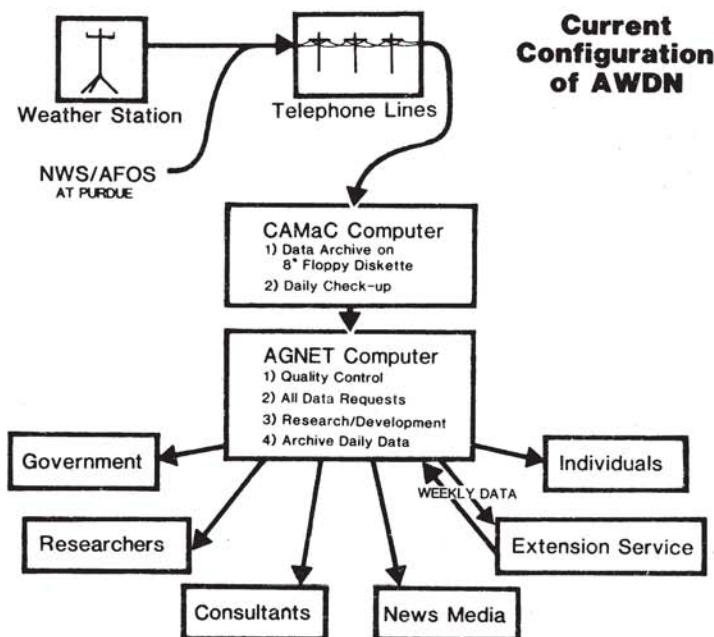 Current
Configuration
of AWDN
Weather Station
Telephone Lines
NWS/AFOS
AT PURDUE
CAMaC Computer
1) Data Archive on
8" Floppy Diskette
2) Daily Check-up
AGNET Computer
1) Quality Control
2) All Data Requests
3) Research/Development
4) Archive Daily Data
Government
Individuals
WEEKLY DATA
Researchers
Extension Service
Consultants
News Media